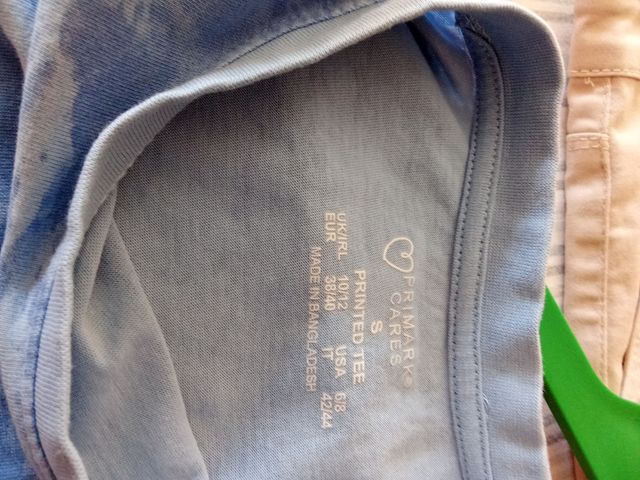 PRIMARK®
CARES
S
PRINTED TEE
UK/IRL 10/12 USA 6/8
EUR 38/40 IT 42/44
MADE IN BANGLADESH